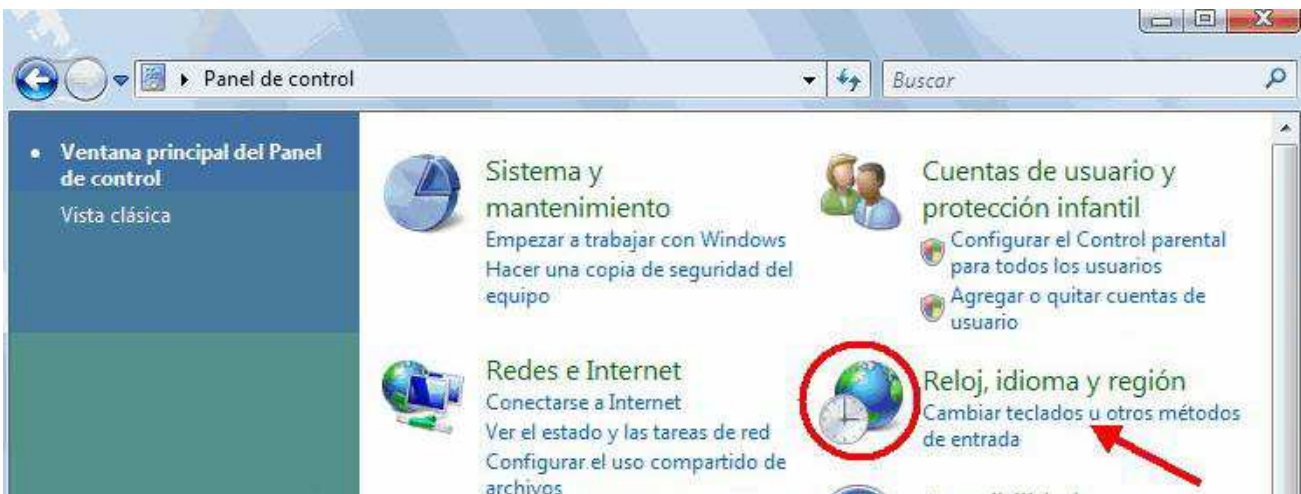 Panel de control
Buscar
Ventana principal del Panel
de control
Vista clásica
Sistema y
mantenimiento
Empezar a trabajar con Windows
Hacer una copia de seguridad del
equipo
Cuentas de usuario y
protección infantil
Configurar el Control parental
para todos los usuarios
Agregar o quitar cuentas de
usuario
Redes e Internet
Conectarse a Internet
Ver el estado y las tareas de red
Configurar el uso compartido de
archivos
Reloj, idioma y región
Cambiar teclados u otros métodos
de entrada